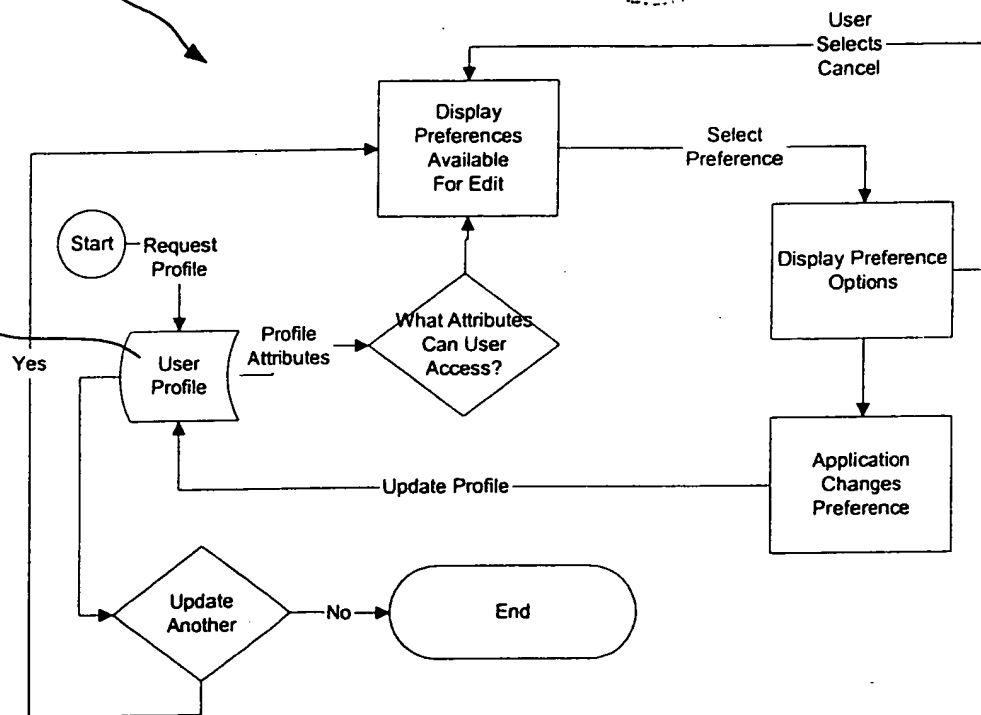 User
Selects
Cancel
Display
Preferences
Available
For Edit
Select
Preference
Start
Request
Profile
Display Preference
Options
What Attributes
Can User
Access?
Profile
Attributes
User
Profile
Yes
Application
Changes
Preference
Update Profile
Update
Another
No
End